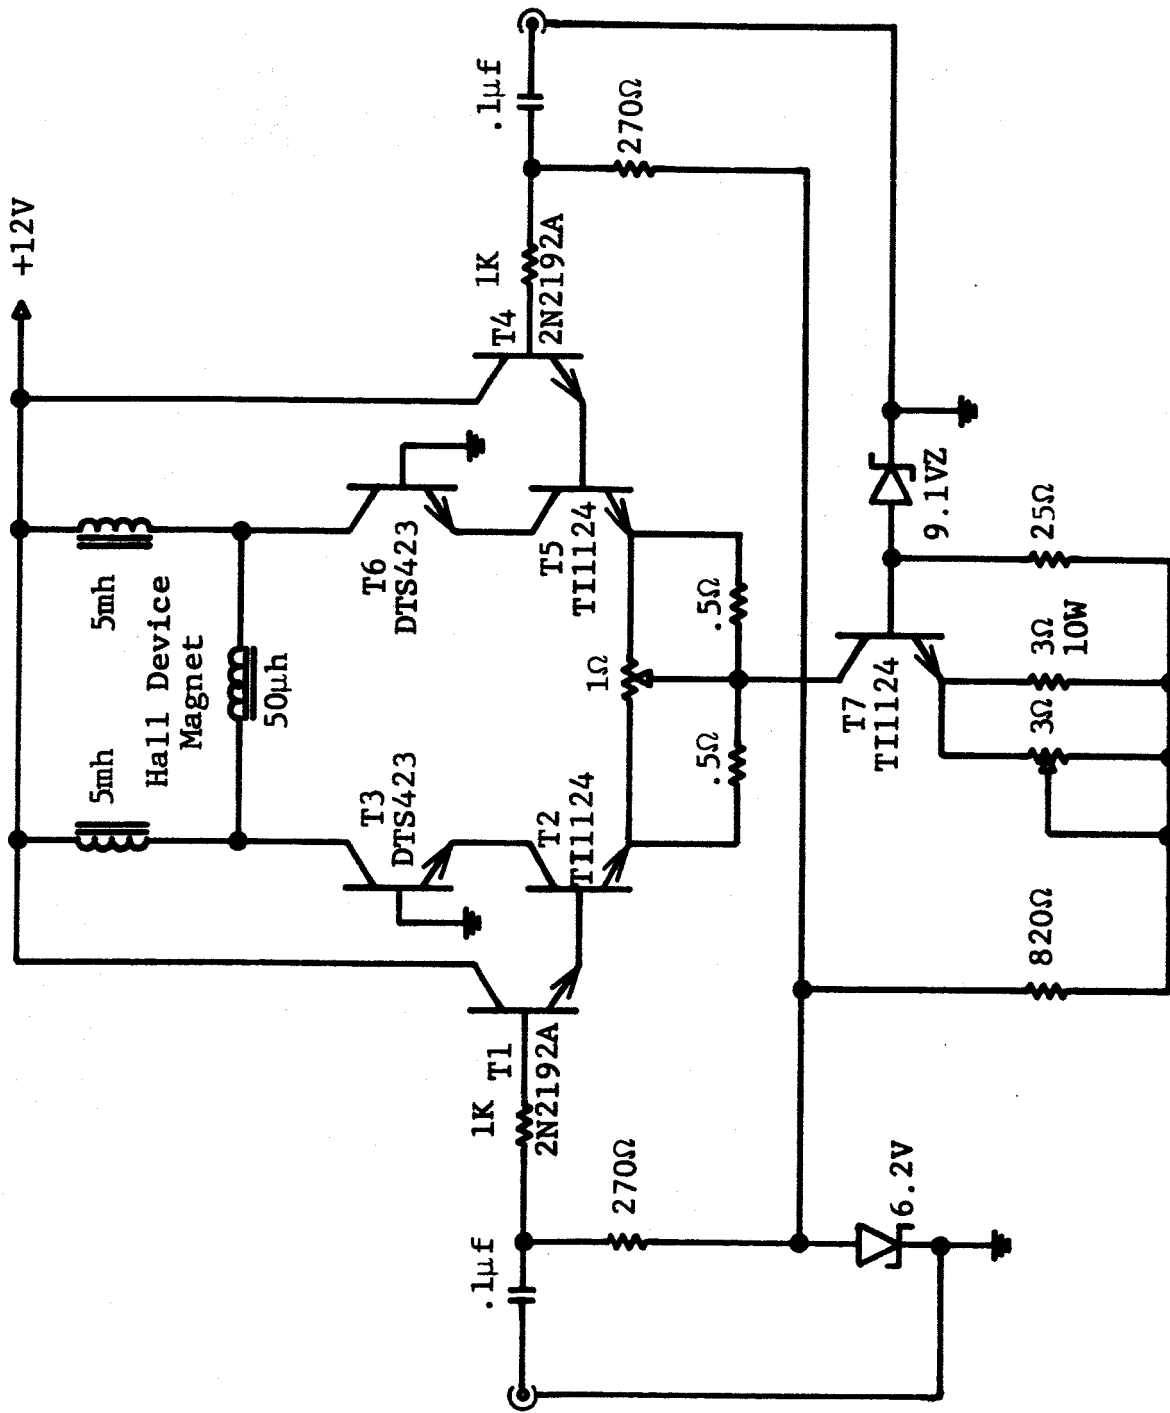 +12V
.1µf
270Ω
1K
2N2192A
T4
5mh
Hall Device
Magnet
5mh
50µh
T6
DTS423
T5
TI1124
T3
DTS423
T2
TI1124
1Ω
.5Ω
.5Ω
9.1VZ
25Ω
3Ω
10W
3Ω
T7
TI1124
820Ω
T1
2N2192A
1K
270Ω
.1µf
6.2V